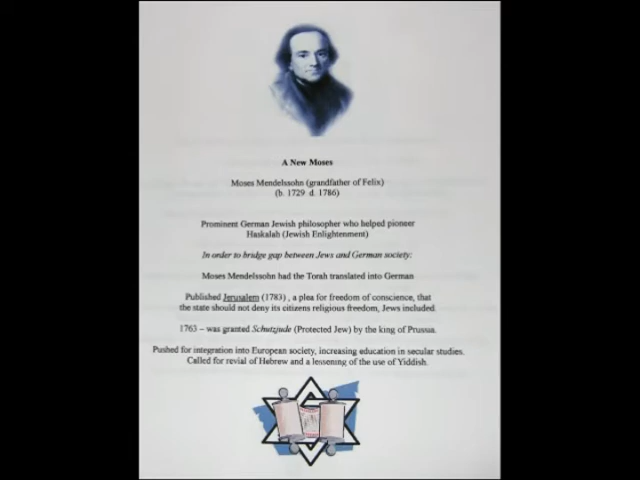 A New Moses
Moses Mendelssohn (grandfather of Felix)
(b. 1729 d. 1786)
Prominent German Jewish philosopher who helped pioneer
Haskalah (Jewish Enlightenment)
In order to bridge gap between Jews and German society:
Moses Mendelssohn had the Torah translated into German
Published Jerusalem (1783) , a plea for freedom of conscience, that
the state should not deny its citizens religious freedom, Jews included.
1763 – was granted Schutzjude (Protected Jew) by the king of Prussia.
Pushed for integration into European society, increasing education in secular studies.
Called for revial of Hebrew and a lessening of the use of Yiddish.